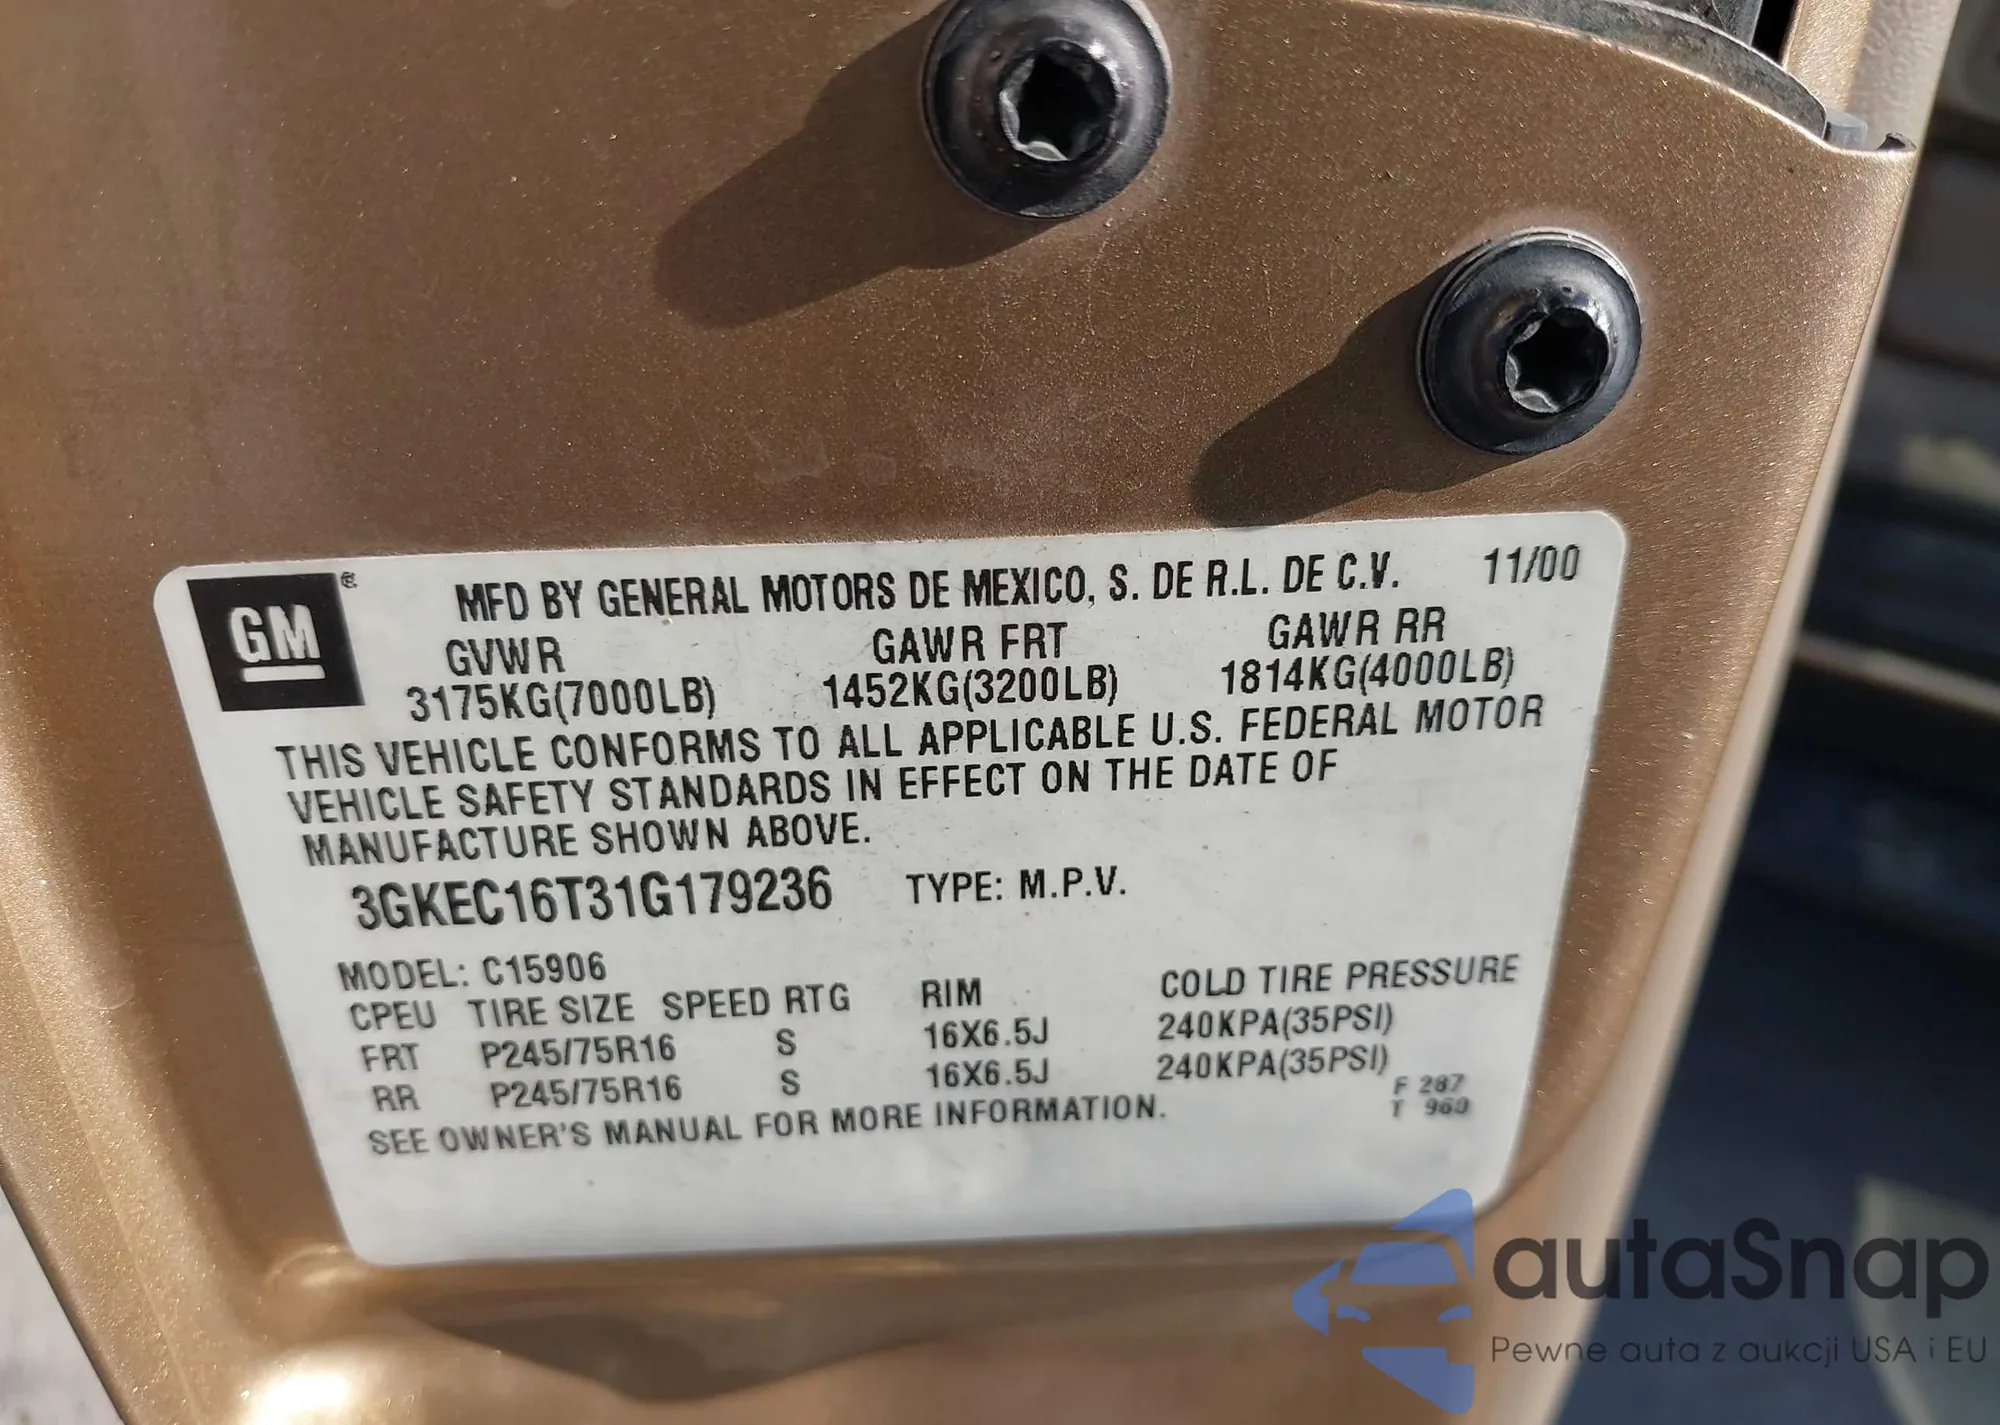 GM®
MFD BY GENERAL MOTORS DE MEXICO, S. DE R.L. DE C.V. 11/00
GVWR GAWR FRT GAWR RR
3175KG(7000LB) 1452KG(3200LB) 1814KG(4000LB)
THIS VEHICLE CONFORMS TO ALL APPLICABLE U.S. FEDERAL MOTOR
VEHICLE SAFETY STANDARDS IN EFFECT ON THE DATE OF
MANUFACTURE SHOWN ABOVE.
3GKEC16T31G179236 TYPE: M.P.V.
MODEL: C15906
CPEU TIRE SIZE SPEED RTG RIM COLD TIRE PRESSURE
FRT P245/75R16 S 16X6.5J 240KPA(35PSI)
RR P245/75R16 S 16X6.5J 240KPA(35PSI)
F 287
T 960
SEE OWNER'S MANUAL FOR MORE INFORMATION.
autaSnap
Pewne auta z aukcji USA i EU